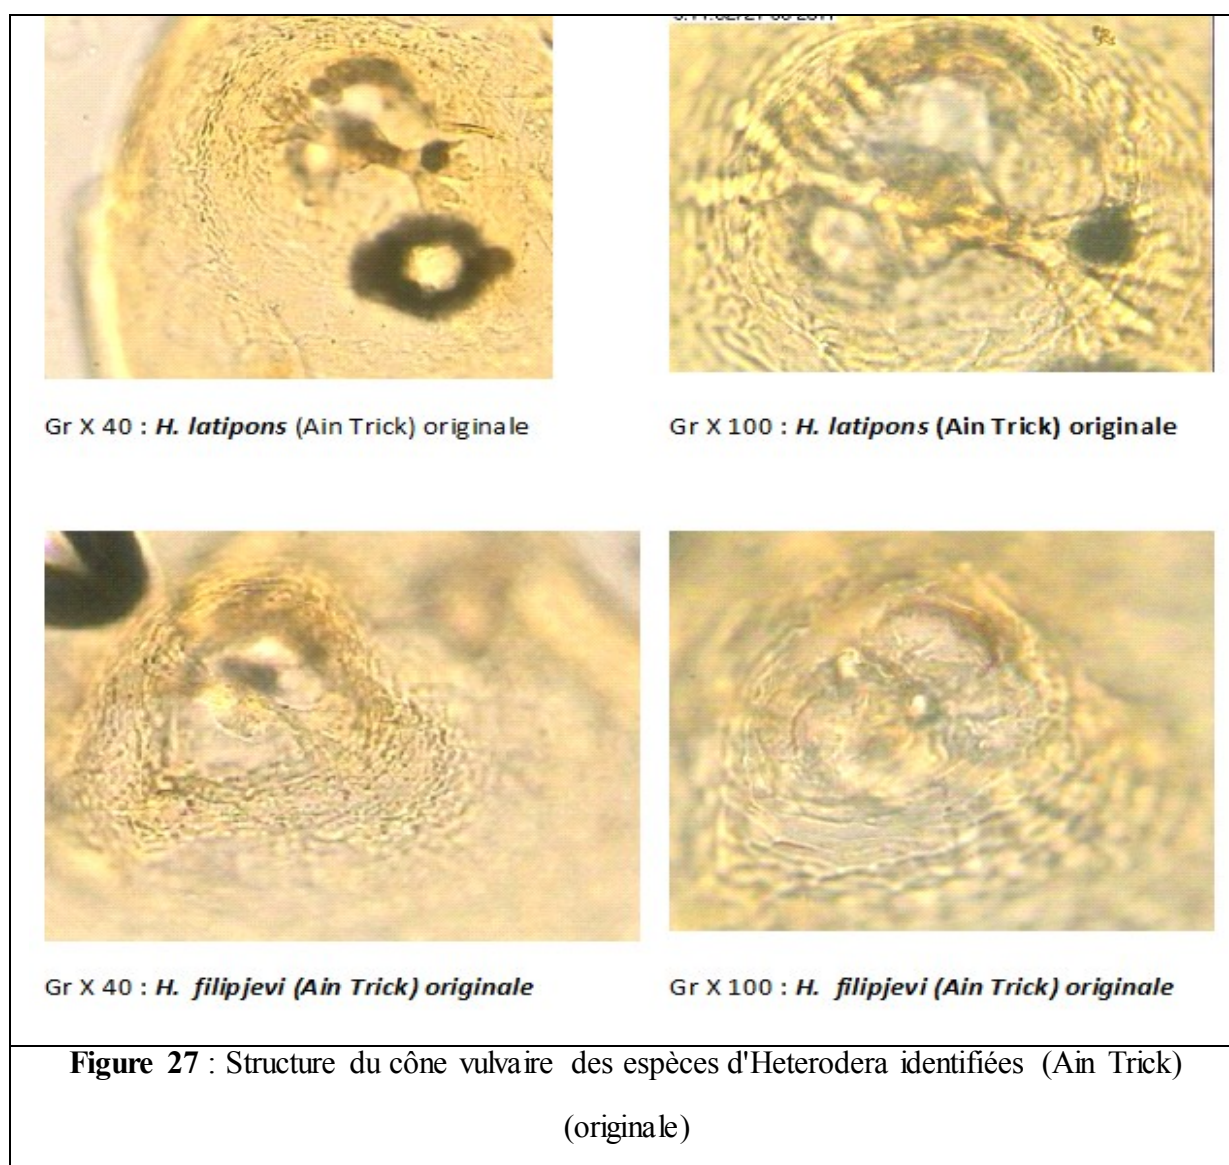 Gr X 40 : H. latipons (Ain Trick) originale
Gr X 100 : H. latipons (Ain Trick) originale
Gr X 40 : H. filipjevi (Ain Trick) originale
Gr X 100 : H. filipjevi (Ain Trick) originale
Figure 27 : Structure du cône vulvaire des espèces d'Heterodera identifiées (Ain Trick)
(originale)